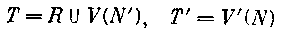 T = R ∪ V(N′),   T′ = V′(N)